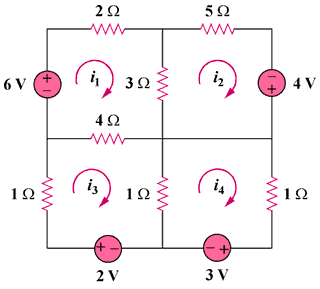 2 Ω 5 Ω
6 V + − i₁ 3 Ω i₂ − + 4 V
4 Ω
1 Ω i₃ 1 Ω i₄ 1 Ω
+ − − +
2 V 3 V